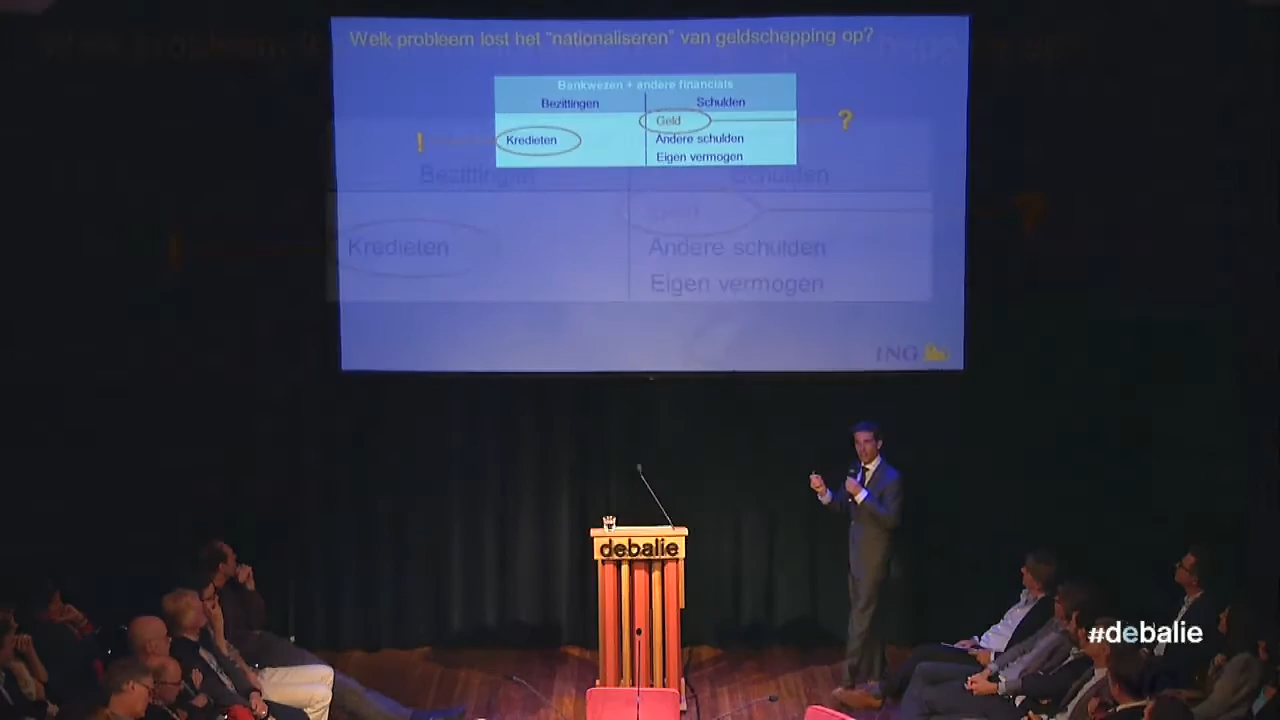 Welk probleem lost het "nationaliseren" van geldschepping op?
Bankwezen + andere financials
Bezittingen Schulden
Geld ?
! Kredieten Andere schulden
Eigen vermogen
Bezittingen Schulden
Kredieten Andere schulden
Eigen vermogen
ING
debalie
#debalie